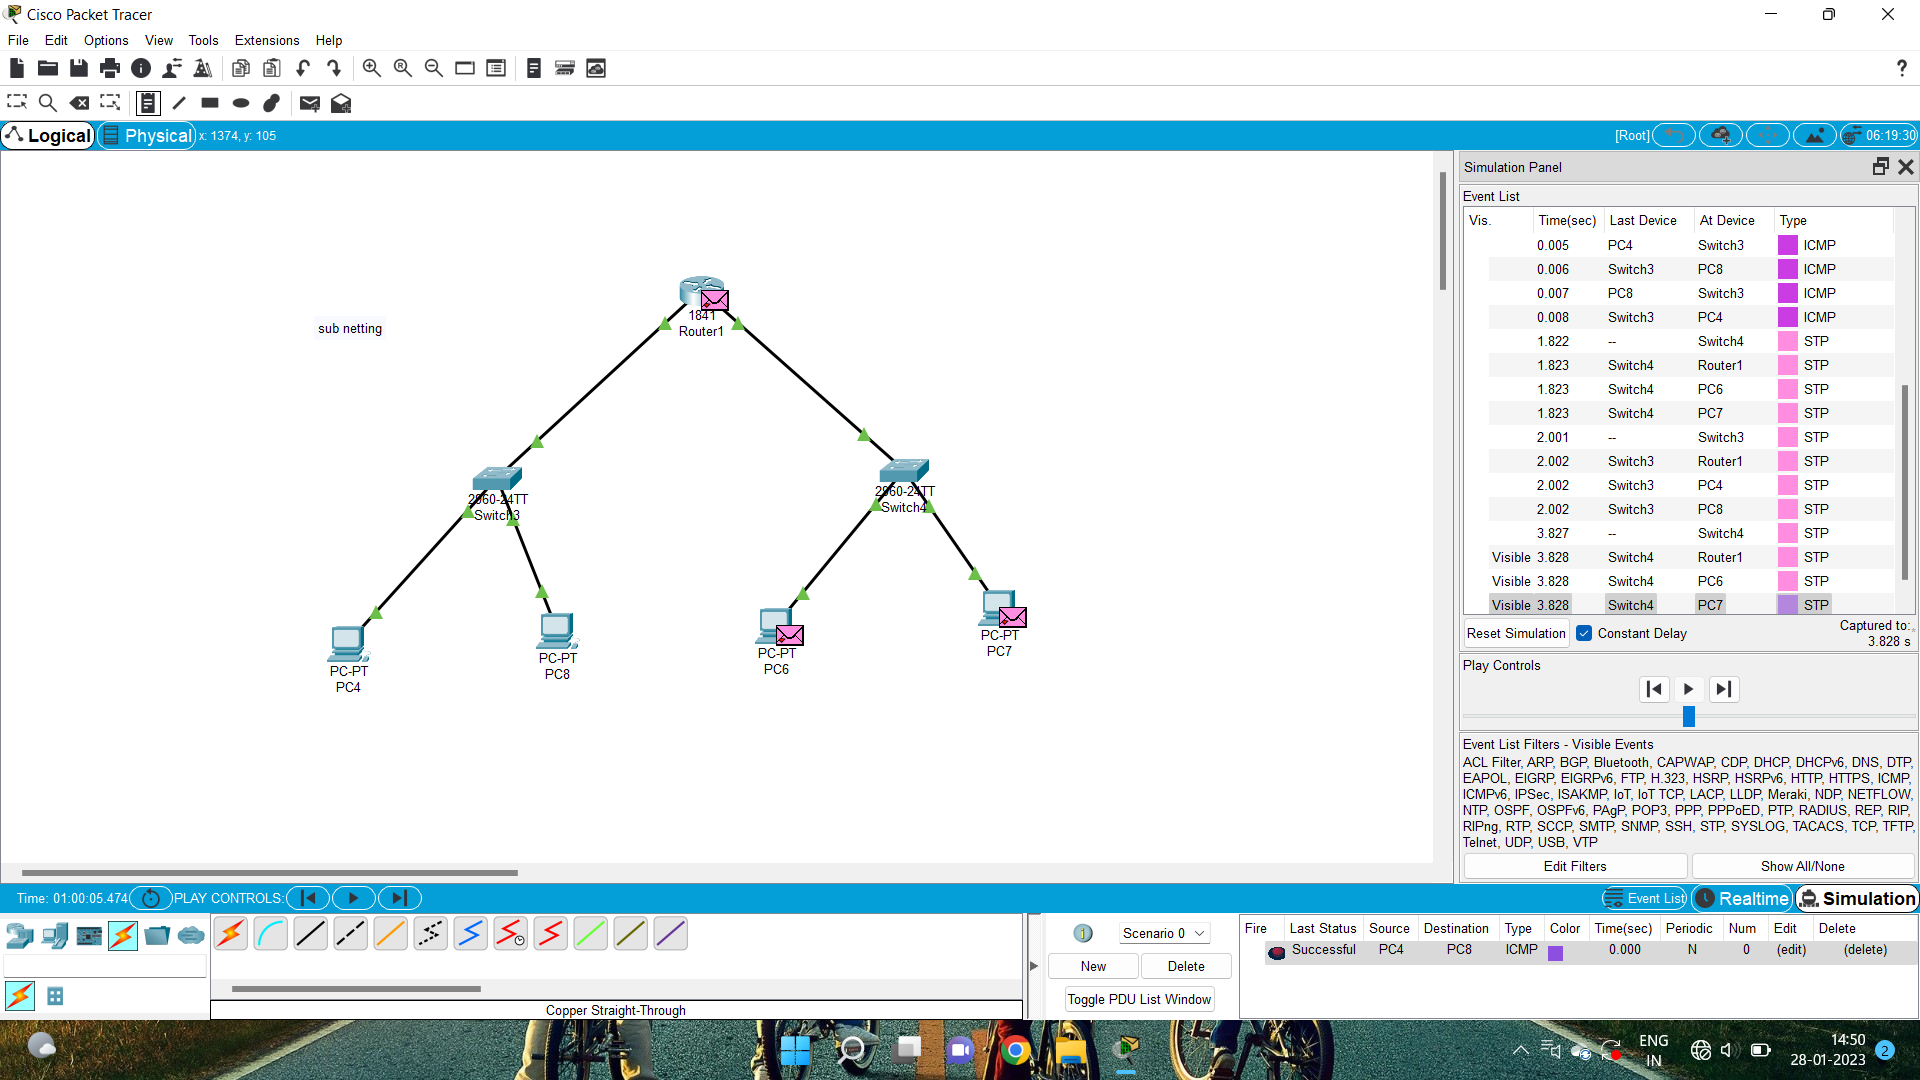 Cisco Packet Tracer
File Edit Options View Tools Extensions Help
Logical Physical x: 1374, y: 105 [Root] 06:19:30
sub netting
1841
Router1
2960-24TT
Switch3
2960-24TT
Switch4
PC-PT
PC4
PC-PT
PC8
PC-PT
PC6
PC-PT
PC7
Simulation Panel
Event List
Vis. Time(sec) Last Device At Device Type
0.005 PC4 Switch3 ICMP
0.006 Switch3 PC8 ICMP
0.007 PC8 Switch3 ICMP
0.008 Switch3 PC4 ICMP
1.822 -- Switch4 STP
1.823 Switch4 Router1 STP
1.823 Switch4 PC6 STP
1.823 Switch4 PC7 STP
2.001 -- Switch3 STP
2.002 Switch3 Router1 STP
2.002 Switch3 PC4 STP
2.002 Switch3 PC8 STP
3.827 -- Switch4 STP
Visible 3.828 Switch4 Router1 STP
Visible 3.828 Switch4 PC6 STP
Visible 3.828 Switch4 PC7 STP
Reset Simulation Constant Delay Captured to:
3.828 s
Play Controls
Event List Filters - Visible Events
ACL Filter, ARP, BGP, Bluetooth, CAPWAP, CDP, DHCP, DHCPv6, DNS, DTP,
EAPOL, EIGRP, EIGRPv6, FTP, H.323, HSRP, HSRPv6, HTTP, HTTPS, ICMP,
ICMPv6, IPSec, ISAKMP, IoT, IoT TCP, LACP, LLDP, Meraki, NDP, NETFLOW,
NTP, OSPF, OSPFv6, PAgP, POP3, PPP, PPPoED, PTP, RADIUS, REP, RIP,
RIPng, RTP, SCCP, SMTP, SNMP, SSH, STP, SYSLOG, TACACS, TCP, TFTP,
Telnet, UDP, USB, VTP
Edit Filters Show All/None
Time: 01:00:05.474 PLAY CONTROLS: Event List Realtime Simulation
Scenario 0
New Delete
Toggle PDU List Window
Fire Last Status Source Destination Type Color Time(sec) Periodic Num Edit Delete
Successful PC4 PC8 ICMP 0.000 N 0 (edit) (delete)
Copper Straight-Through
ENG
IN
14:50
28-01-2023
2